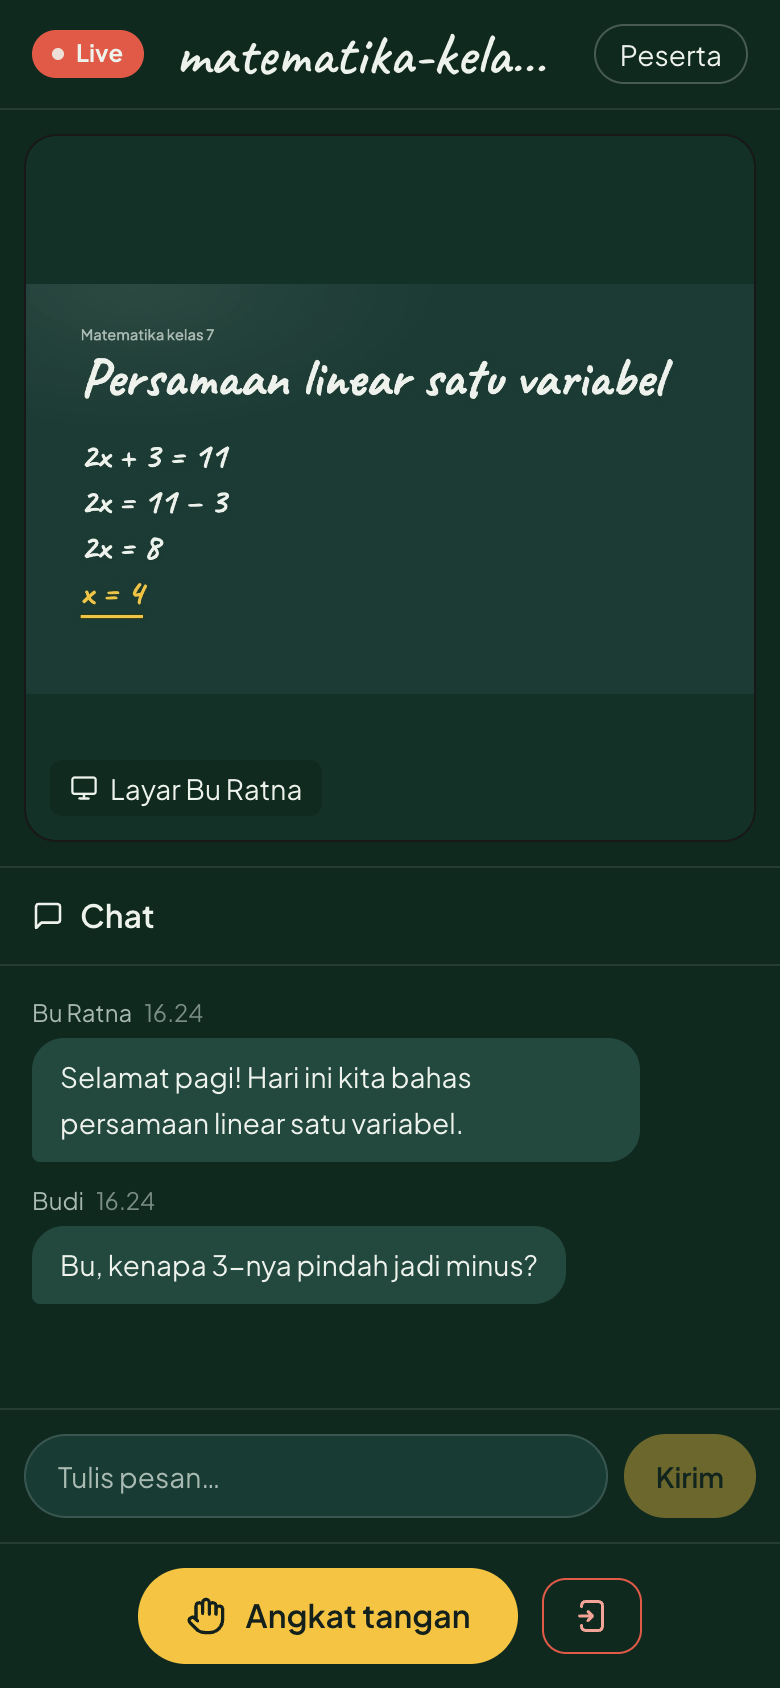 Live
matematika-kela...
Peserta
Matematika kelas 7
Persamaan linear satu variabel
2x + 3 = 11
2x = 11 − 3
2x = 8
x = 4
Layar Bu Ratna
Chat
Bu Ratna 16.24
Selamat pagi! Hari ini kita bahas
persamaan linear satu variabel.
Budi 16.24
Bu, kenapa 3-nya pindah jadi minus?
Tulis pesan...
Kirim
Angkat tangan